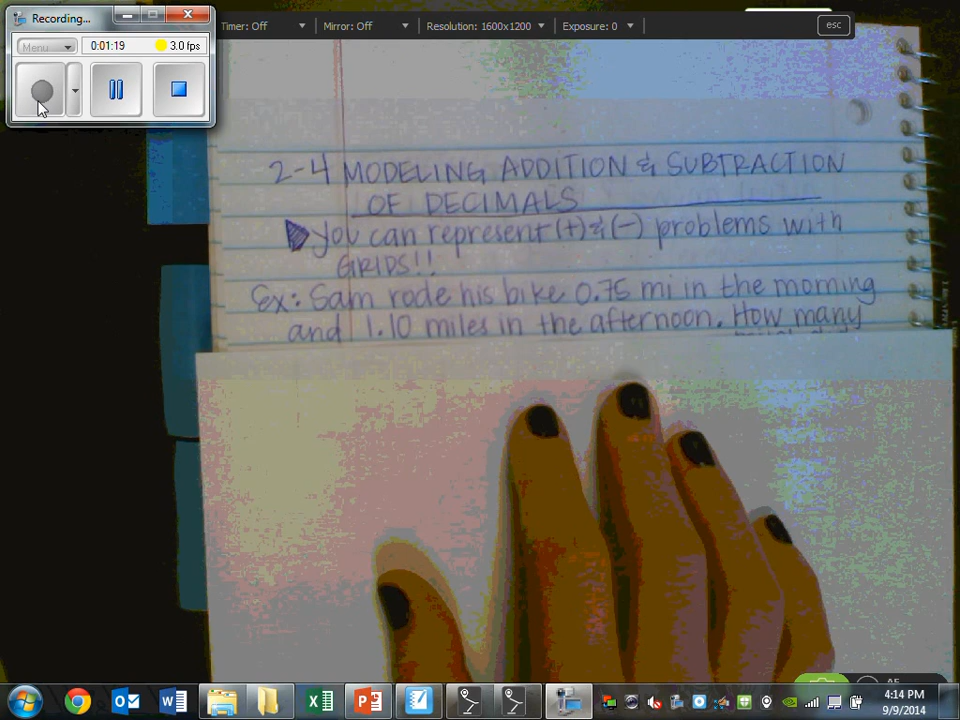 Recording...
Timer: Off
Mirror: Off
Resolution: 1600x1200
Exposure: 0
esc
Menu
0:01:19
3.0 fps
2-4 MODELING ADDITION & SUBTRACTION
OF DECIMALS
You can represent (+) & (-) problems with
GRIDS!!
Ex: Sam rode his bike 0.75 mi in the morning
and 1.10 miles in the afternoon. How many
AF
4:14 PM
9/9/2014